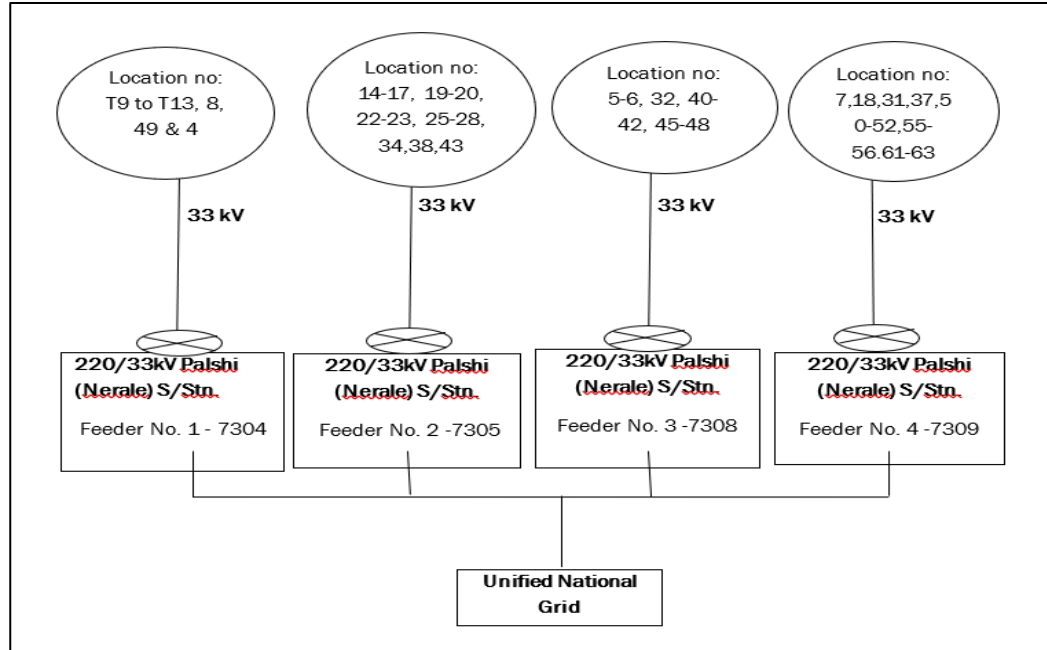 Location no:
T9 to T13, 8,
49 & 4
Location no:
14-17, 19-20,
22-23, 25-28,
34,38,43
Location no:
5-6, 32, 40-
42, 45-48
Location no:
7,18,31,37,5
0-52,55-
56.61-63
33 kV
33 kV
33 kV
33 kV
220/33kV Palshi
(Nerale) S/Stn.
Feeder No. 1 - 7304
220/33kV Palshi
(Nerale) S/Stn.
Feeder No. 2 -7305
220/33kV Palshi
(Nerale) S/Stn.
Feeder No. 3 -7308
220/33kV Palshi
(Nerale) S/Stn.
Feeder No. 4 -7309
Unified National
Grid